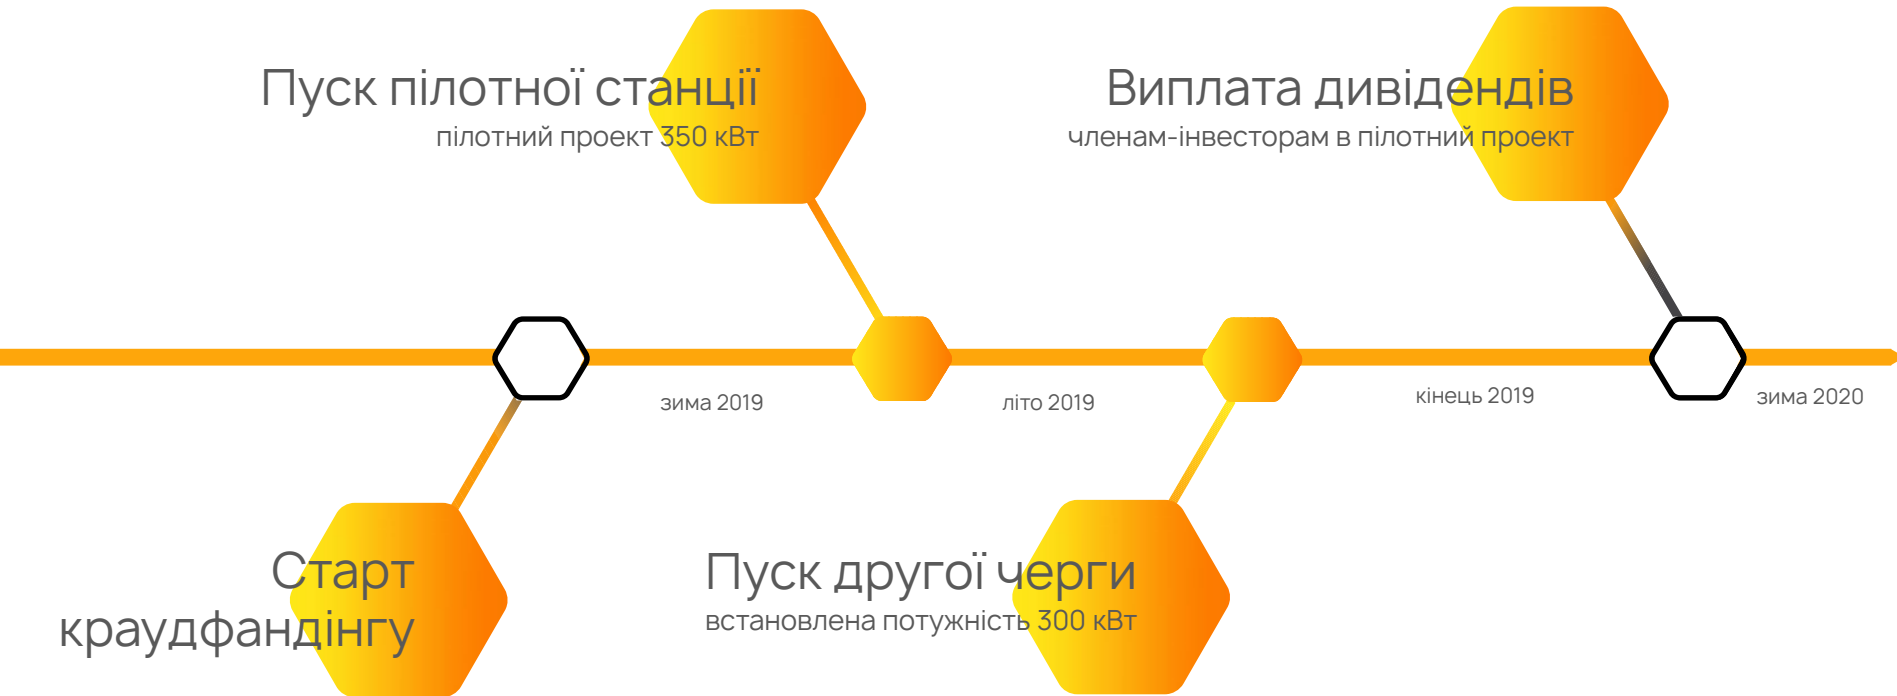 Пуск пілотної станції
пілотний проект 350 кВт
Виплата дивідендів
членам-інвесторам в пілотний проект
зима 2019
літо 2019
кінець 2019
зима 2020
Старт
краудфандінгу
Пуск другої черги
встановлена потужність 300 кВт